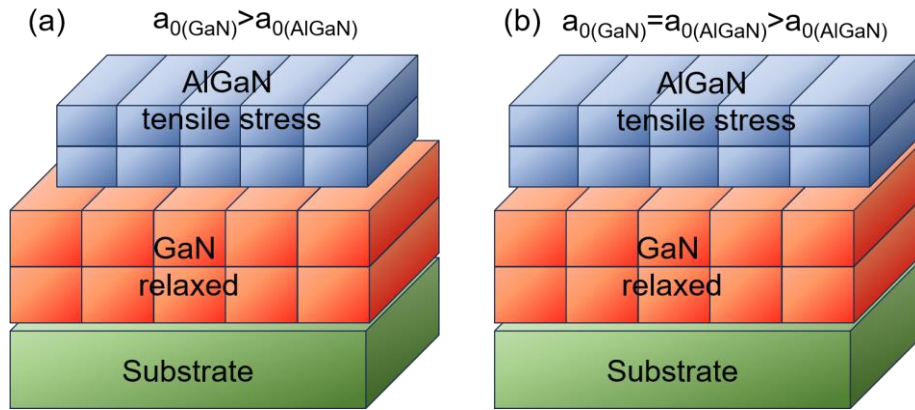 (a) a0(GaN)>a0(AlGaN)
AlGaN
tensile stress
GaN
relaxed
Substrate
(b) a0(GaN)=a0(AlGaN)>a0(AlGaN)
AlGaN
tensile stress
GaN
relaxed
Substrate